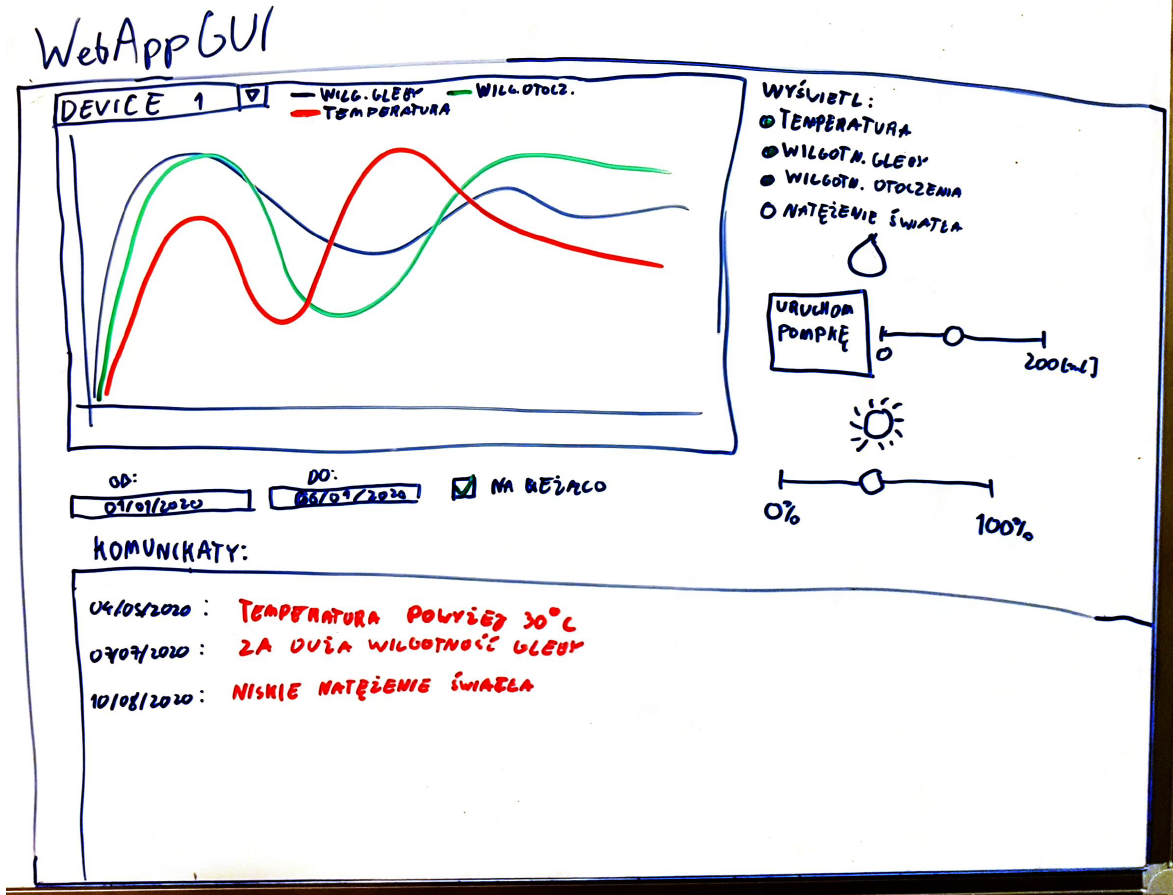 WebAppGUI
DEVICE 1
WILG. GLEBY
WILG. OTOCZ.
TEMPERATURA
WYŚWIETL:
TEMPERATURA
WILGOTN. GLEBY
WILGOTN. OTOCZENIA
NATĘŻENIE ŚWIATŁA
URUCHOM
POMPKĘ
0
200[ml]
0%
100%
OD:
01/01/2020
DO:
06/09/2020
NA BIEŻĄCO
KOMUNIKATY:
04/05/2020: TEMPERATURA POWYŻEJ 30°C
07/07/2020: ZA DUŻA WILGOTNOŚĆ GLEBY
10/08/2020: NISKIE NATĘŻENIE ŚWIATŁA